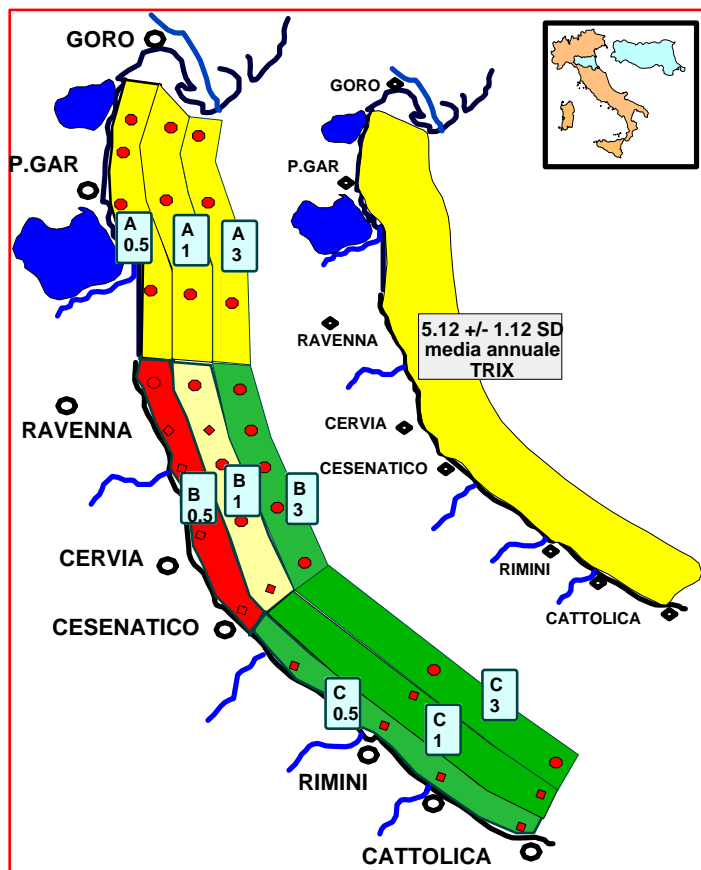 GORO
P.GAR
A
0.5
A
1
A
3
RAVENNA
B
0.5
B
1
B
3
CERVIA
CESENATICO
C
0.5
C
1
C
3
RIMINI
CATTOLICA
GORO
P.GAR
5.12 +/- 1.12 SD
media annuale
TRIX
RAVENNA
CERVIA
CESENATICO
RIMINI
CATTOLICA